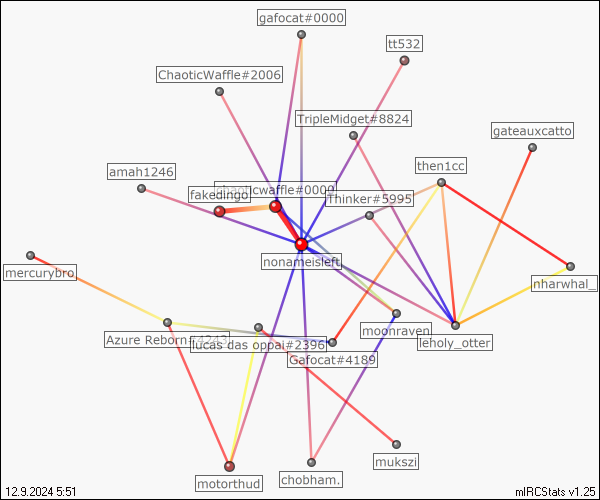 gafocat#0000
tt532
ChaoticWaffle#2006
TripleMidget#8824
gateauxcatto
then1cc
amah1246
fakedingo
chaoticwaffle#0000
Thinker#5995
nonameisleft
mercurybro
nharwhal_
moonraven
Azure Reborn
lucas das oppai#2396
leholy_otter
Gafocat#4189
mukszi
motorthud
chobham.
12.9.2024 5:51
mIRCStats v1.25